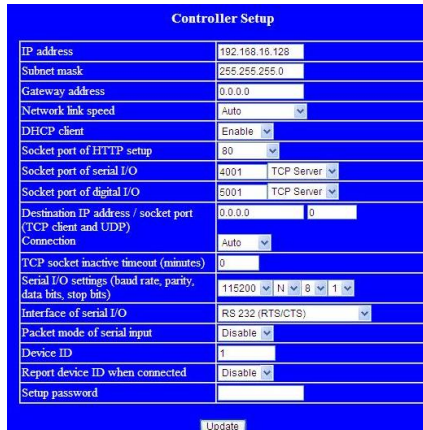 Controller Setup
IP address 192.168.16.128
Subnet mask 255.255.255.0
Gateway address 0.0.0.0
Network link speed Auto
DHCP client Enable
Socket port of HTTP setup 80
Socket port of serial I/O 4001 TCP Server
Socket port of digital I/O 5001 TCP Server
Destination IP address / socket port 0.0.0.0 0
(TCP client and UDP)
Connection Auto
TCP socket inactive timeout (minutes) 0
Serial I/O settings (baud rate, parity,
data bits, stop bits) 115200 N 8 1
Interface of serial I/O RS 232 (RTS/CTS)
Packet mode of serial input Disable
Device ID 1
Report device ID when connected Disable
Setup password
Update